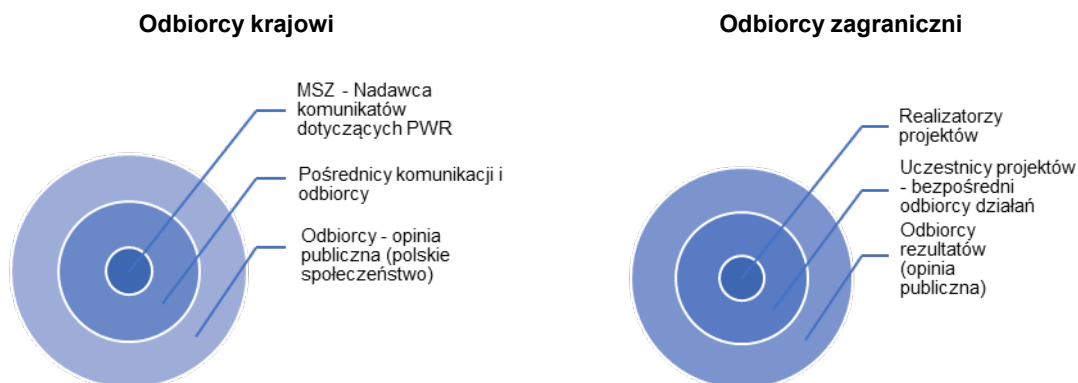 Odbiorcy krajowi
MSZ - Nadawca
komunikatów
dotyczących PWR
Pośrednicy komunikacji i
odbiorcy
Odbiorcy - opinia
publiczna (polskie
społeczeństwo)
Odbiorcy zagraniczni
Realizatorzy
projektów
Uczestnicy projektów
- bezpośredni
odbiorcy działań
Odbiorcy
rezultatów
(opinia
publiczna)